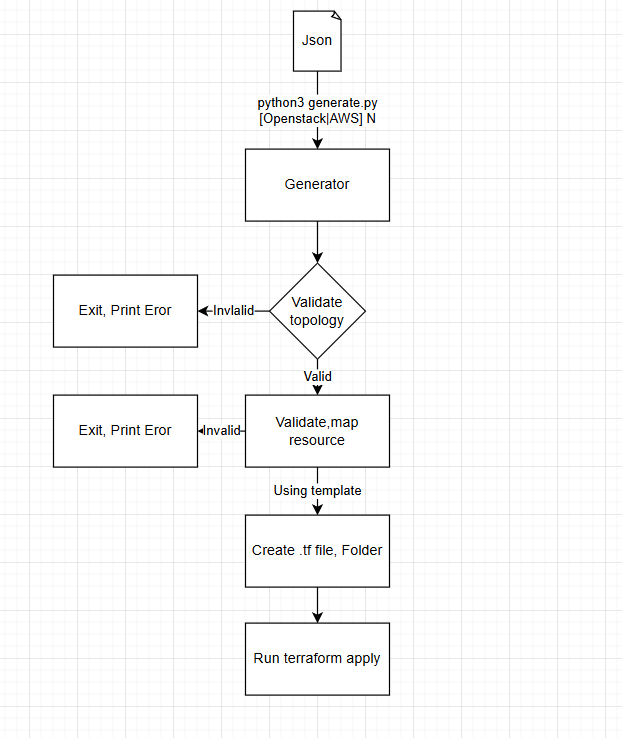 Json
python3 generate.py
[Openstack|AWS] N
Generator
Validate
topology
Invlalid
Exit, Print Eror
Valid
Validate,map
resource
Invalid
Exit, Print Eror
Using template
Create .tf file, Folder
Run terraform apply